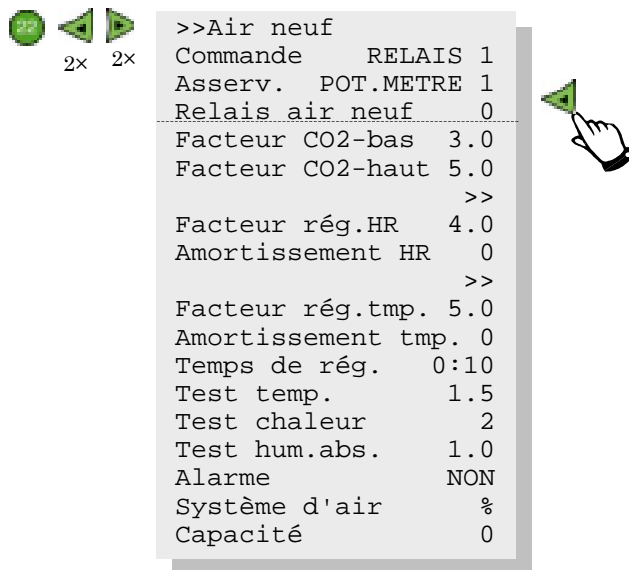 22
2× 2×
>>Air neuf
Commande RELAIS 1
Asserv. POT.METRE 1
Relais air neuf 0
Facteur CO2-bas 3.0
Facteur CO2-haut 5.0
>>
Facteur rég.HR 4.0
Amortissement HR 0
>>
Facteur rég.tmp. 5.0
Amortissement tmp. 0
Temps de rég. 0:10
Test temp. 1.5
Test chaleur 2
Test hum.abs. 1.0
Alarme NON
Système d'air %
Capacité 0